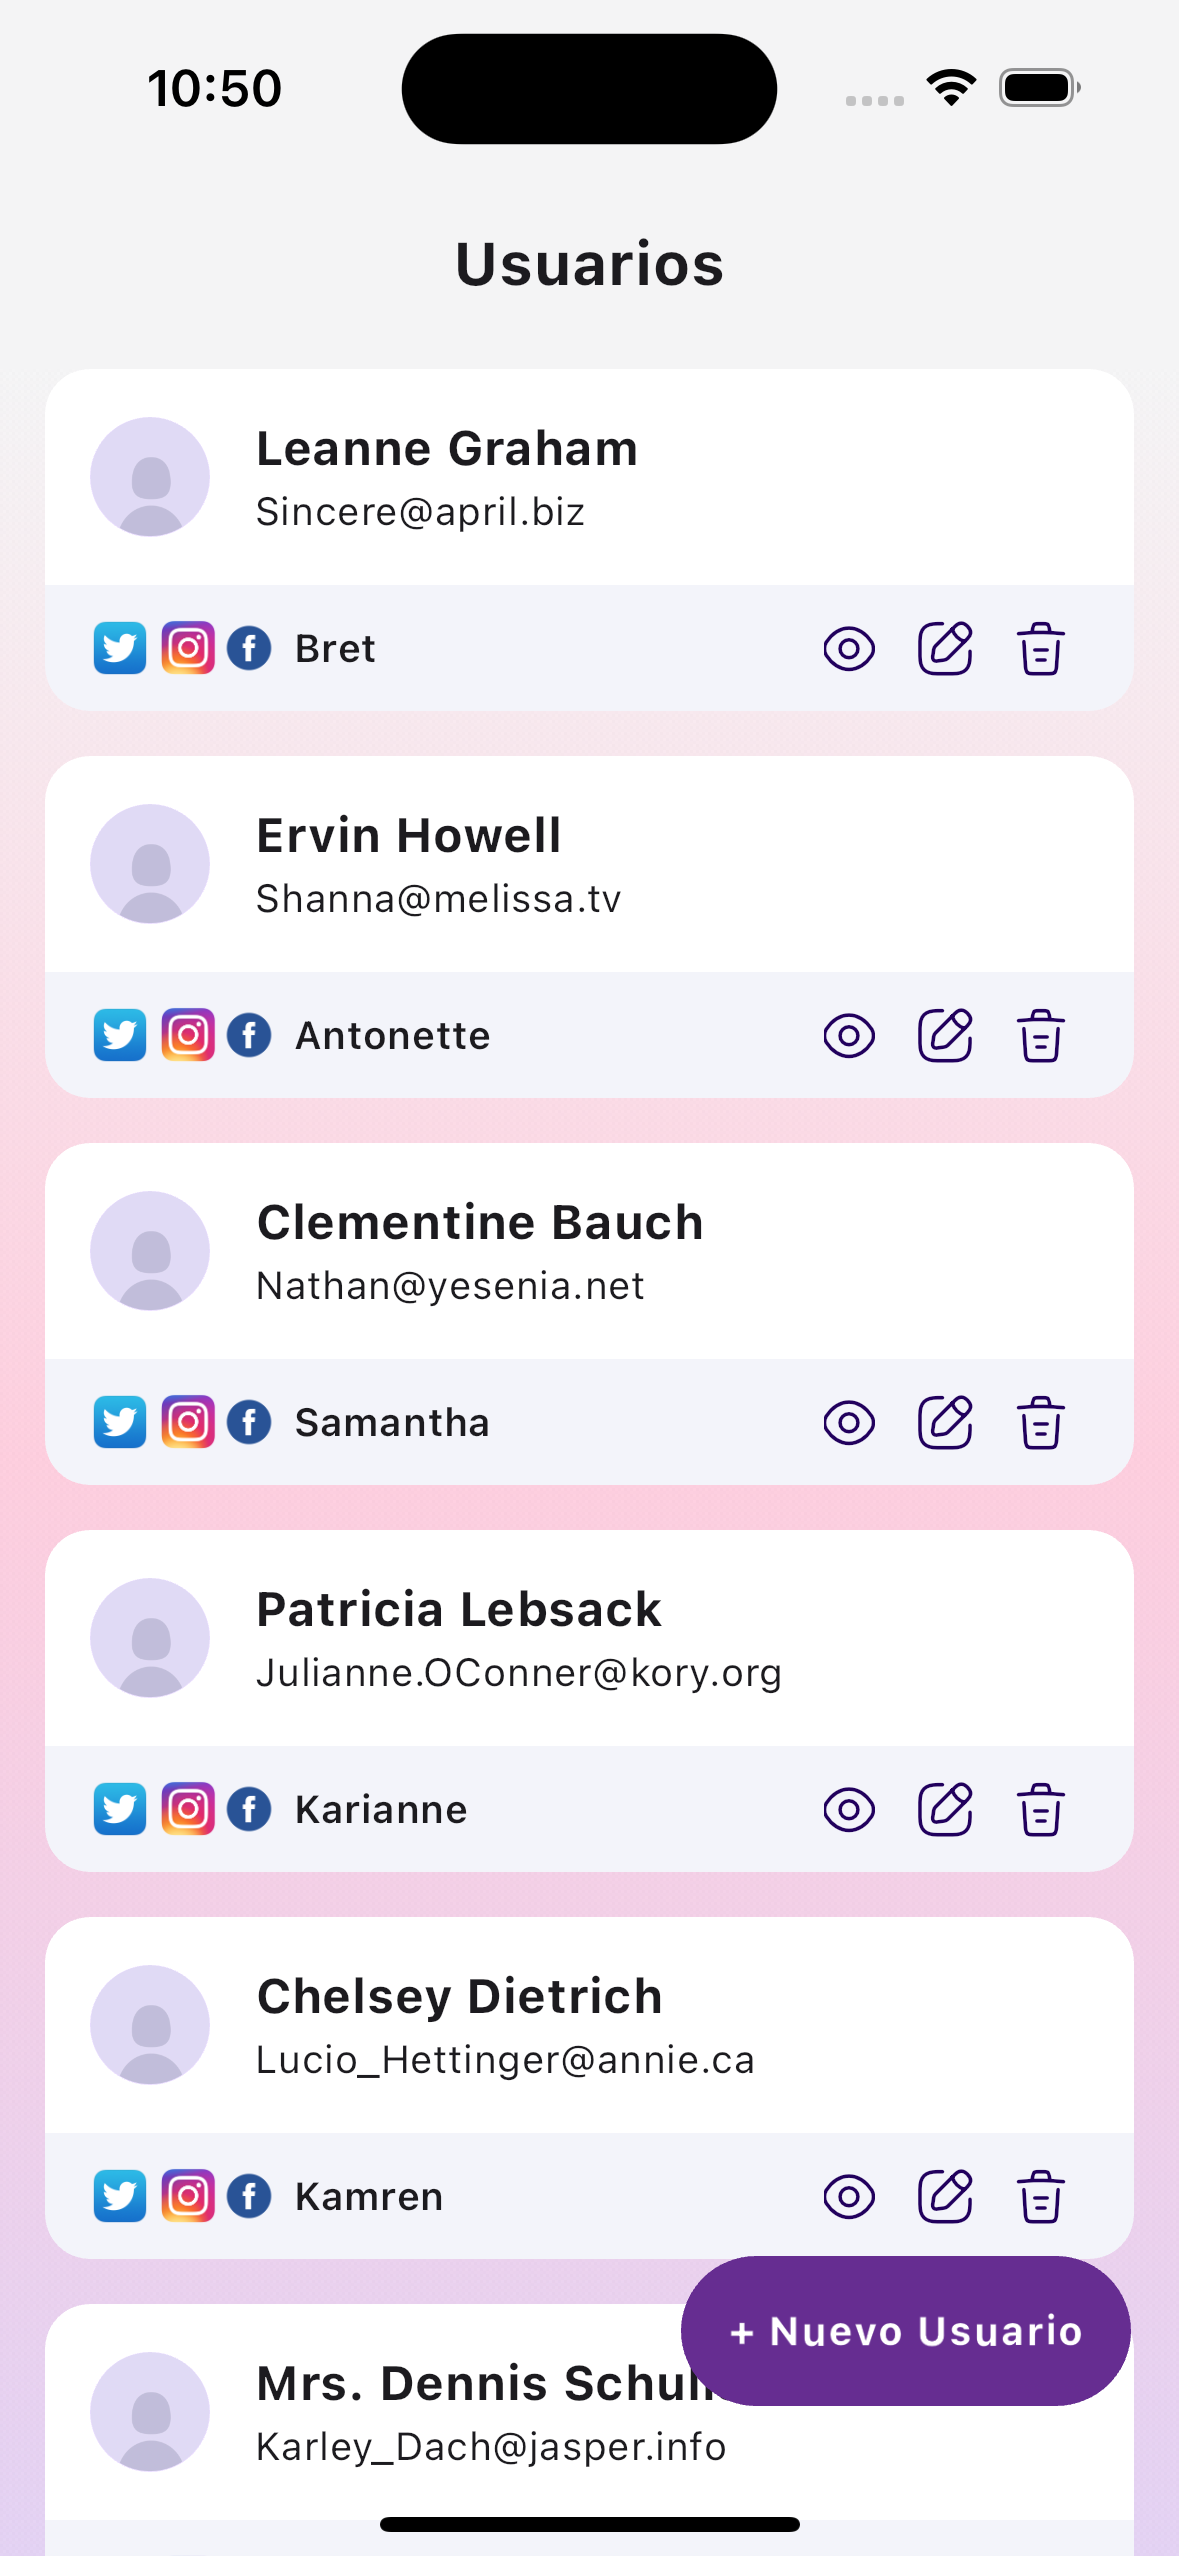 10:50
Usuarios
Leanne Graham
Sincere@april.biz
Bret
Ervin Howell
Shanna@melissa.tv
Antonette
Clementine Bauch
Nathan@yesenia.net
Samantha
Patricia Lebsack
Julianne.OConner@kory.org
Karianne
Chelsey Dietrich
Lucio_Hettinger@annie.ca
Kamren
+ Nuevo Usuario
Mrs. Dennis
Karley_Dach@jasper.info